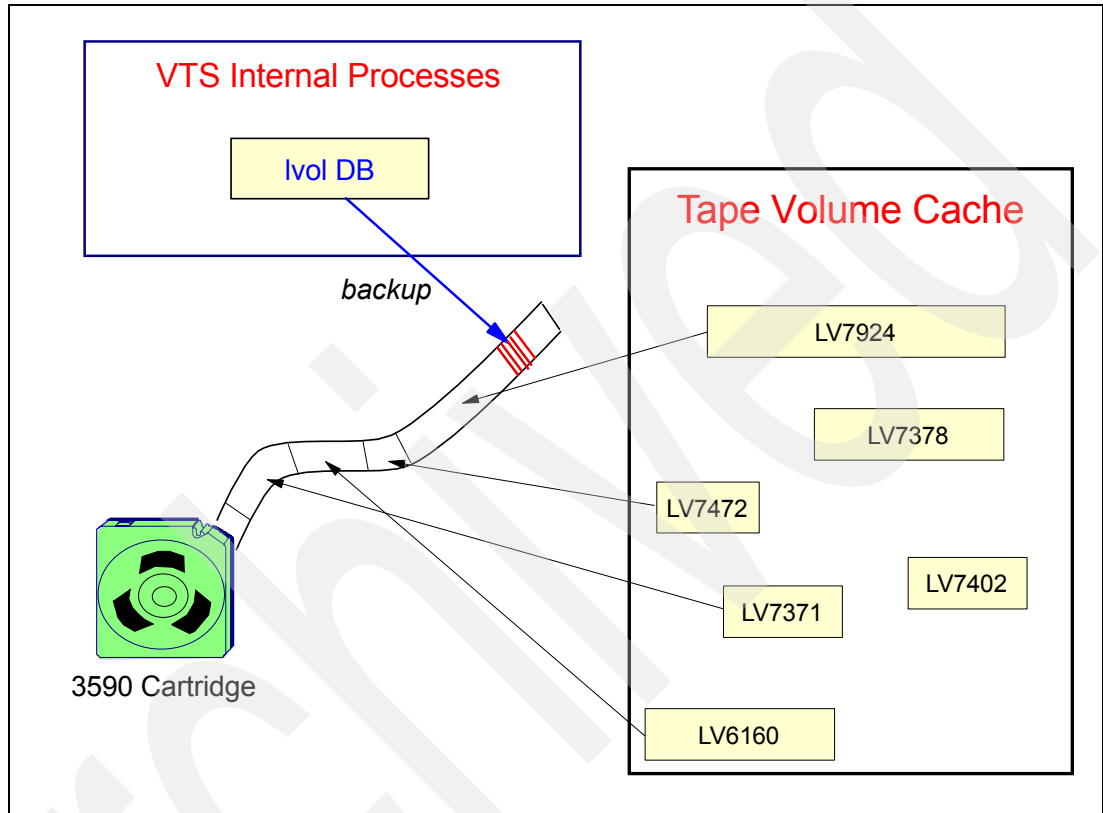 VTS Internal Processes
lvol DB
backup
Tape Volume Cache
LV7924
LV7378
LV7472
LV7402
LV7371
LV6160
3590 Cartridge